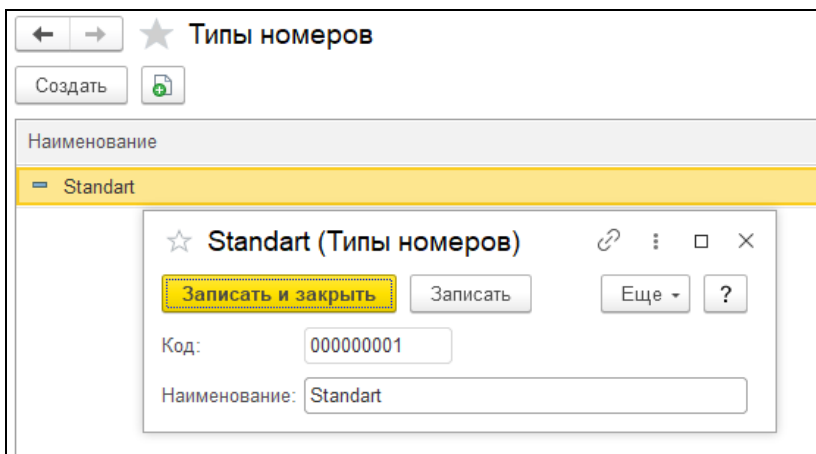 Типы номеров
Создать
Наименование
Standart
Standart (Типы номеров)
Записать и закрыть Записать Еще ?
Код: 000000001
Наименование: Standart